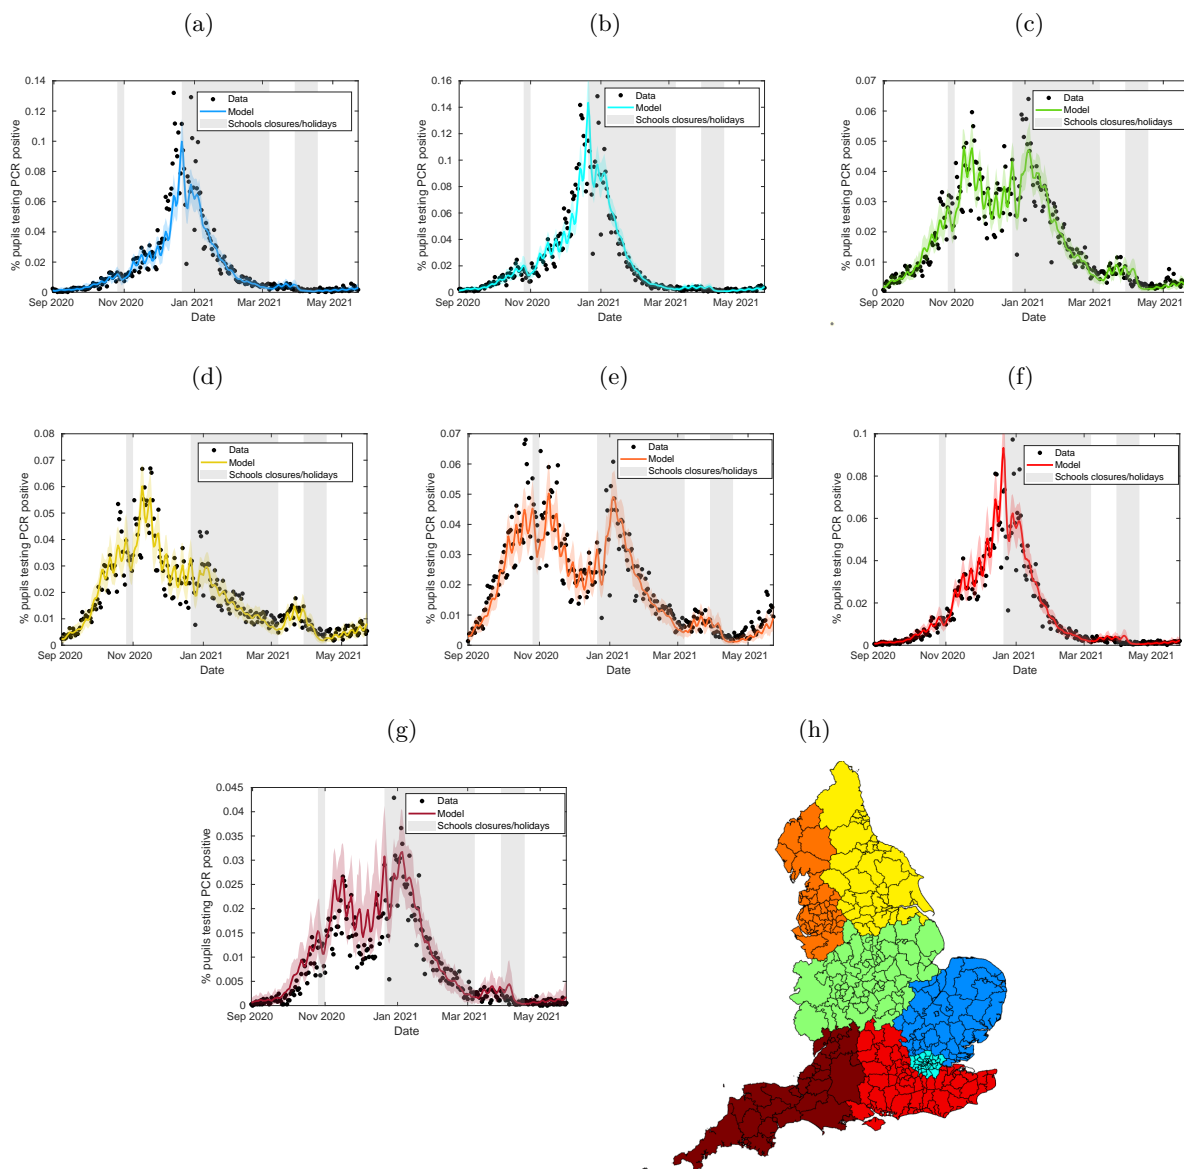 (a)
(b)
(c)
% pupils testing PCR positive
0.14
0.12
0.1
0.08
0.06
0.04
0.02
0
Sep 2020
Nov 2020
Jan 2021
Mar 2021
May 2021
Date
Data
Model
Schools closures/holidays
% pupils testing PCR positive
0.16
0.14
0.12
0.1
0.08
0.06
0.04
0.02
0
Sep 2020
Nov 2020
Jan 2021
Mar 2021
May 2021
Date
Data
Model
Schools closures/holidays
% pupils testing PCR positive
0.07
0.06
0.05
0.04
0.03
0.02
0.01
0
Sep 2020
Nov 2020
Jan 2021
Mar 2021
May 2021
Date
Data
Model
Schools closures/holidays
(d)
(e)
(f)
% pupils testing PCR positive
0.08
0.07
0.06
0.05
0.04
0.03
0.02
0.01
0
Sep 2020
Nov 2020
Jan 2021
Mar 2021
May 2021
Date
Data
Model
Schools closures/holidays
% pupils testing PCR positive
0.07
0.06
0.05
0.04
0.03
0.02
0.01
0
Sep 2020
Nov 2020
Jan 2021
Mar 2021
May 2021
Date
Data
Model
Schools closures/holidays
% pupils testing PCR positive
0.1
0.08
0.06
0.04
0.02
0
Sep 2020
Nov 2020
Jan 2021
Mar 2021
May 2021
Date
Data
Model
Schools closures/holidays
(g)
(h)
% pupils testing PCR positive
0.045
0.04
0.035
0.03
0.025
0.02
0.015
0.01
0.005
0
Sep 2020
Nov 2020
Jan 2021
Mar 2021
May 2021
Date
Data
Model
Schools closures/holidays